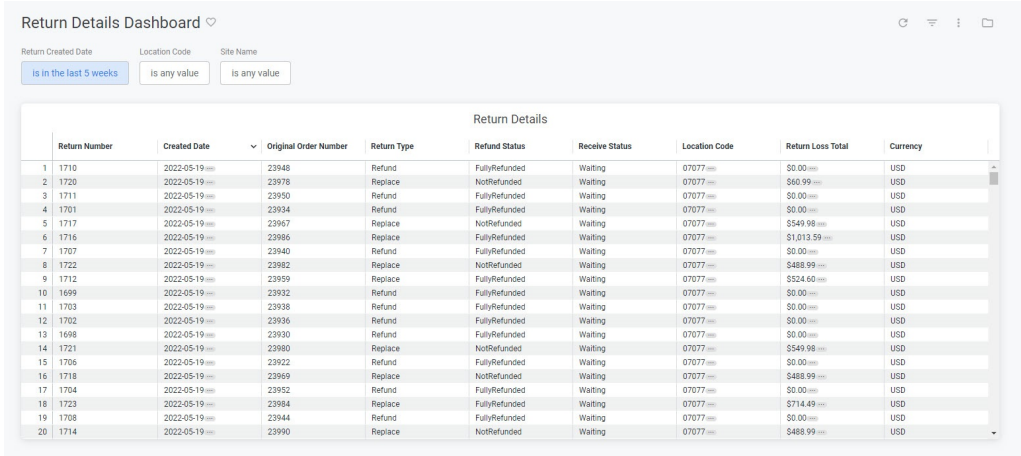 Return Details Dashboard
Return Created Date Location Code Site Name
is in the last 5 weeks is any value is any value
Return Details
Return Number Created Date Original Order Number Return Type Refund Status Receive Status Location Code Return Loss Total Currency
1 1710 2022-05-19 23948 Refund FullyRefunded Waiting 07077 $0.00 USD
2 1720 2022-05-19 23978 Replace NotRefunded Waiting 07077 $60.99 USD
3 1711 2022-05-19 23950 Refund FullyRefunded Waiting 07077 $0.00 USD
4 1701 2022-05-19 23934 Refund FullyRefunded Waiting 07077 $0.00 USD
5 1717 2022-05-19 23967 Replace NotRefunded Waiting 07077 $549.98 USD
6 1716 2022-05-19 23986 Replace FullyRefunded Waiting 07077 $1,013.59 USD
7 1707 2022-05-19 23940 Refund FullyRefunded Waiting 07077 $0.00 USD
8 1722 2022-05-19 23982 Replace NotRefunded Waiting 07077 $488.99 USD
9 1712 2022-05-19 23959 Replace FullyRefunded Waiting 07077 $524.60 USD
10 1699 2022-05-19 23932 Refund FullyRefunded Waiting 07077 $0.00 USD
11 1703 2022-05-19 23938 Refund FullyRefunded Waiting 07077 $0.00 USD
12 1702 2022-05-19 23936 Refund FullyRefunded Waiting 07077 $0.00 USD
13 1698 2022-05-19 23930 Refund FullyRefunded Waiting 07077 $0.00 USD
14 1721 2022-05-19 23980 Replace NotRefunded Waiting 07077 $549.98 USD
15 1706 2022-05-19 23922 Refund FullyRefunded Waiting 07077 $0.00 USD
16 1718 2022-05-19 23969 Replace NotRefunded Waiting 07077 $488.99 USD
17 1704 2022-05-19 23952 Refund FullyRefunded Waiting 07077 $0.00 USD
18 1723 2022-05-19 23984 Replace FullyRefunded Waiting 07077 $714.49 USD
19 1708 2022-05-19 23944 Refund FullyRefunded Waiting 07077 $0.00 USD
20 1714 2022-05-19 23990 Replace NotRefunded Waiting 07077 $488.99 USD